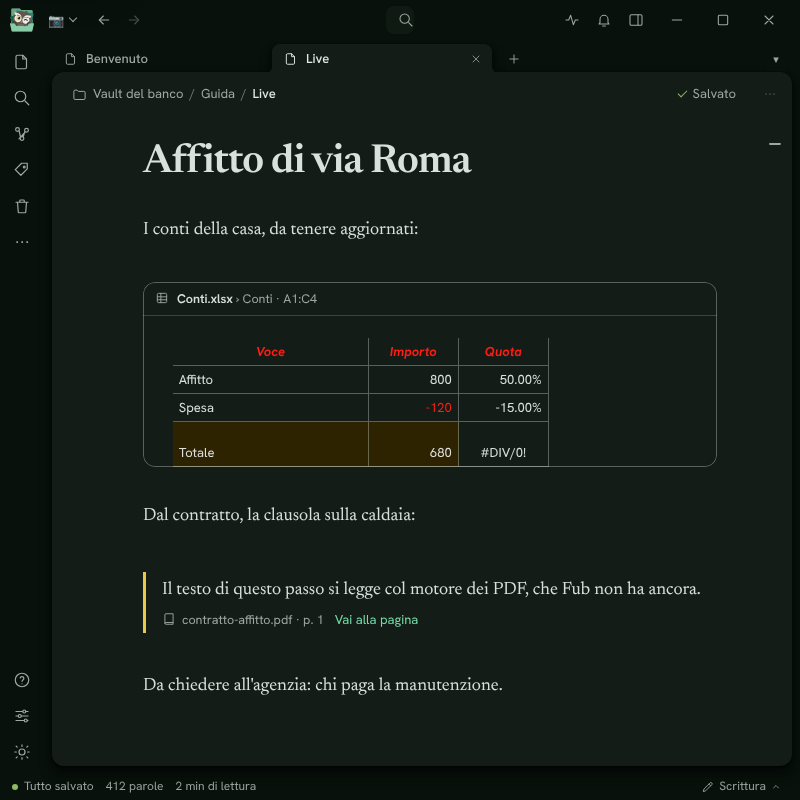 Benvenuto
Live
Vault del banco / Guida / Live
Salvato
Affitto di via Roma
I conti della casa, da tenere aggiornati:
Conti.xlsx › Conti · A1:C4
Voce Importo Quota
Affitto 800 50.00%
Spesa -120 -15.00%
Totale 680 #DIV/0!
Dal contratto, la clausola sulla caldaia:
Il testo di questo passo si legge col motore dei PDF, che Fub non ha ancora.
contratto-affitto.pdf · p. 1 Vai alla pagina
Da chiedere all'agenzia: chi paga la manutenzione.
Tutto salvato 412 parole 2 min di lettura
Scrittura